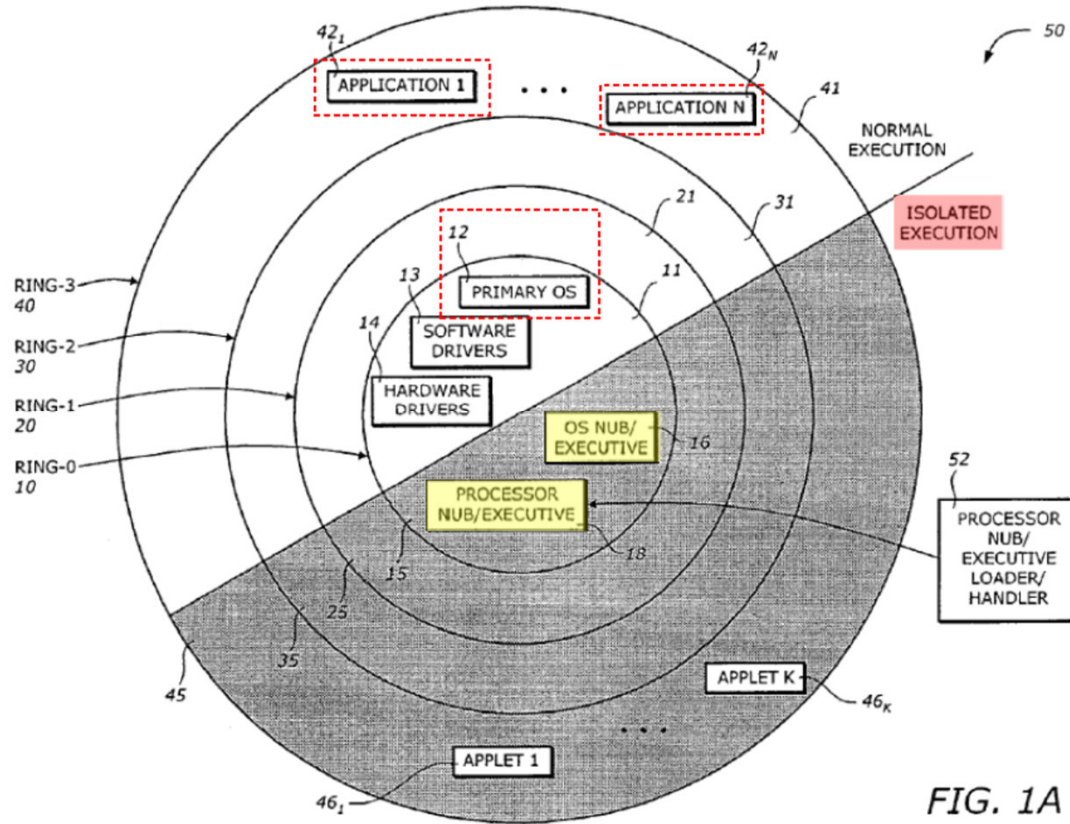 50
42₁
42N
APPLICATION 1
. . .
APPLICATION N
41
NORMAL
EXECUTION
ISOLATED
EXECUTION
21
31
12
11
13
PRIMARY OS
RING-3
40
14
SOFTWARE
DRIVERS
RING-2
30
HARDWARE
DRIVERS
RING-1
20
OS NUB/
EXECUTIVE
16
RING-0
10
PROCESSOR
NUB/EXECUTIVE
52
15
18
PROCESSOR
NUB/
EXECUTIVE
LOADER/
HANDLER
25
35
45
APPLET K
46K
. . .
APPLET 1
46₁
FIG. 1A